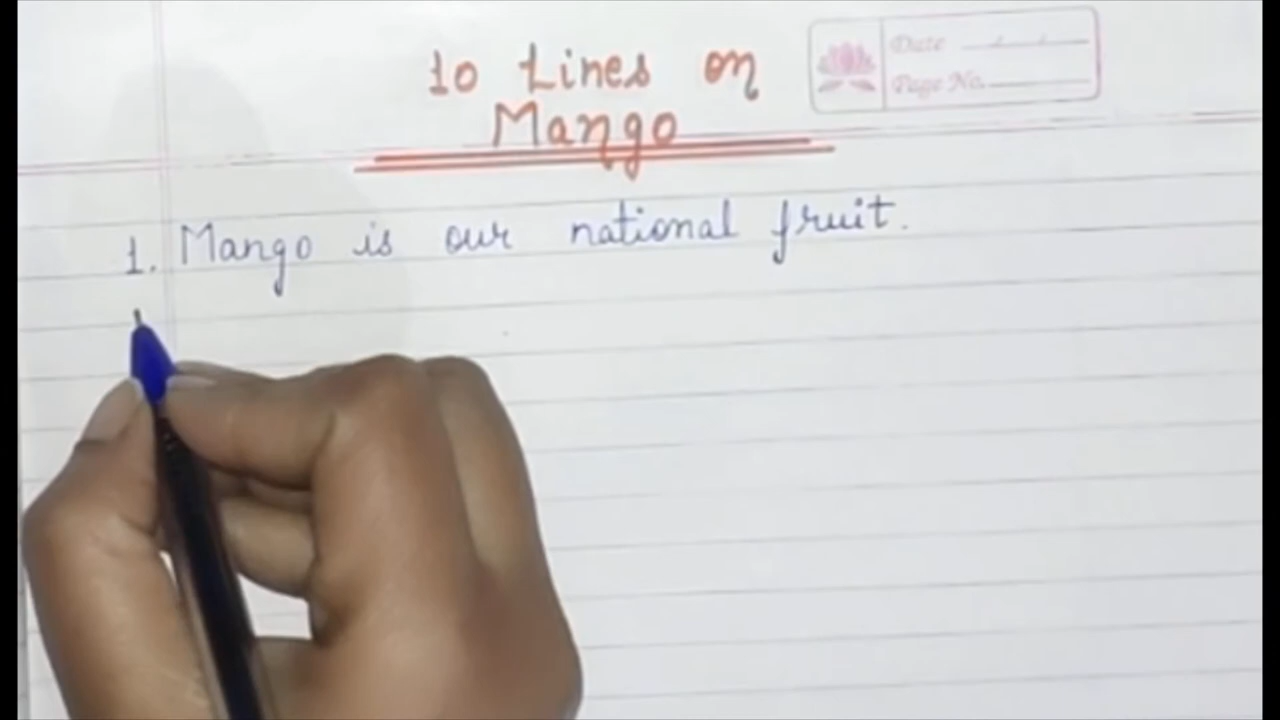 10 Lines on
Mango
Date
Page No.
1. Mango is our national fruit.